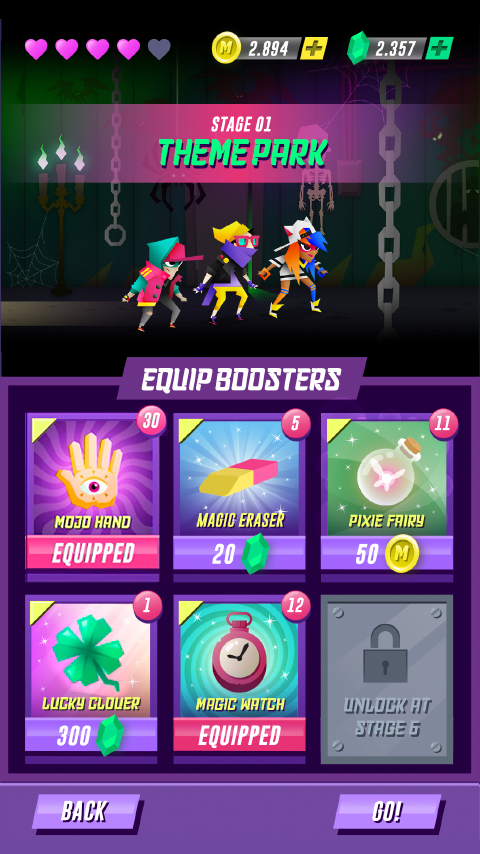 M 2.894 + 2.357 +
STAGE 01
THEME PARK
EQUIP BOOSTERS
30
MOJO HAND
EQUIPPED
5
MAGIC ERASER
20
11
PIXIE FAIRY
50 M
1
LUCKY CLOVER
300
12
MAGIC WATCH
EQUIPPED
UNLOCK AT
STAGE 6
BACK
GO!